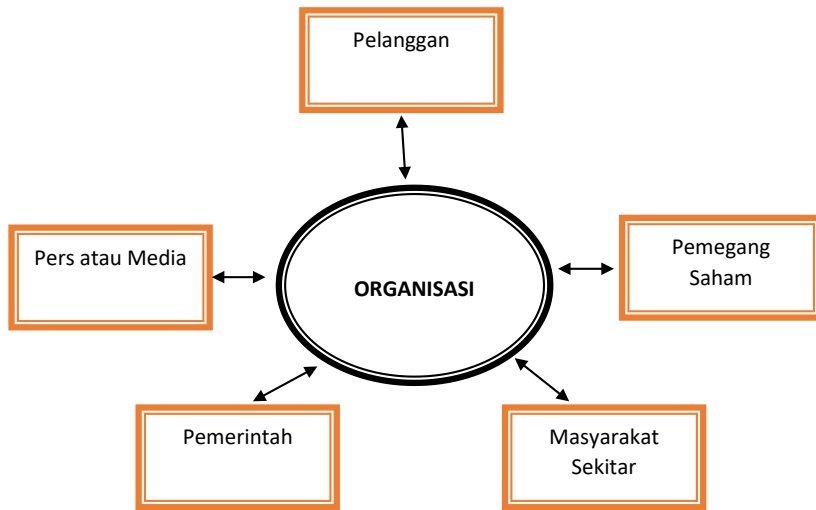 Pelanggan
Pers atau Media
ORGANISASI
Pemegang
Saham
Pemerintah
Masyarakat
Sekitar